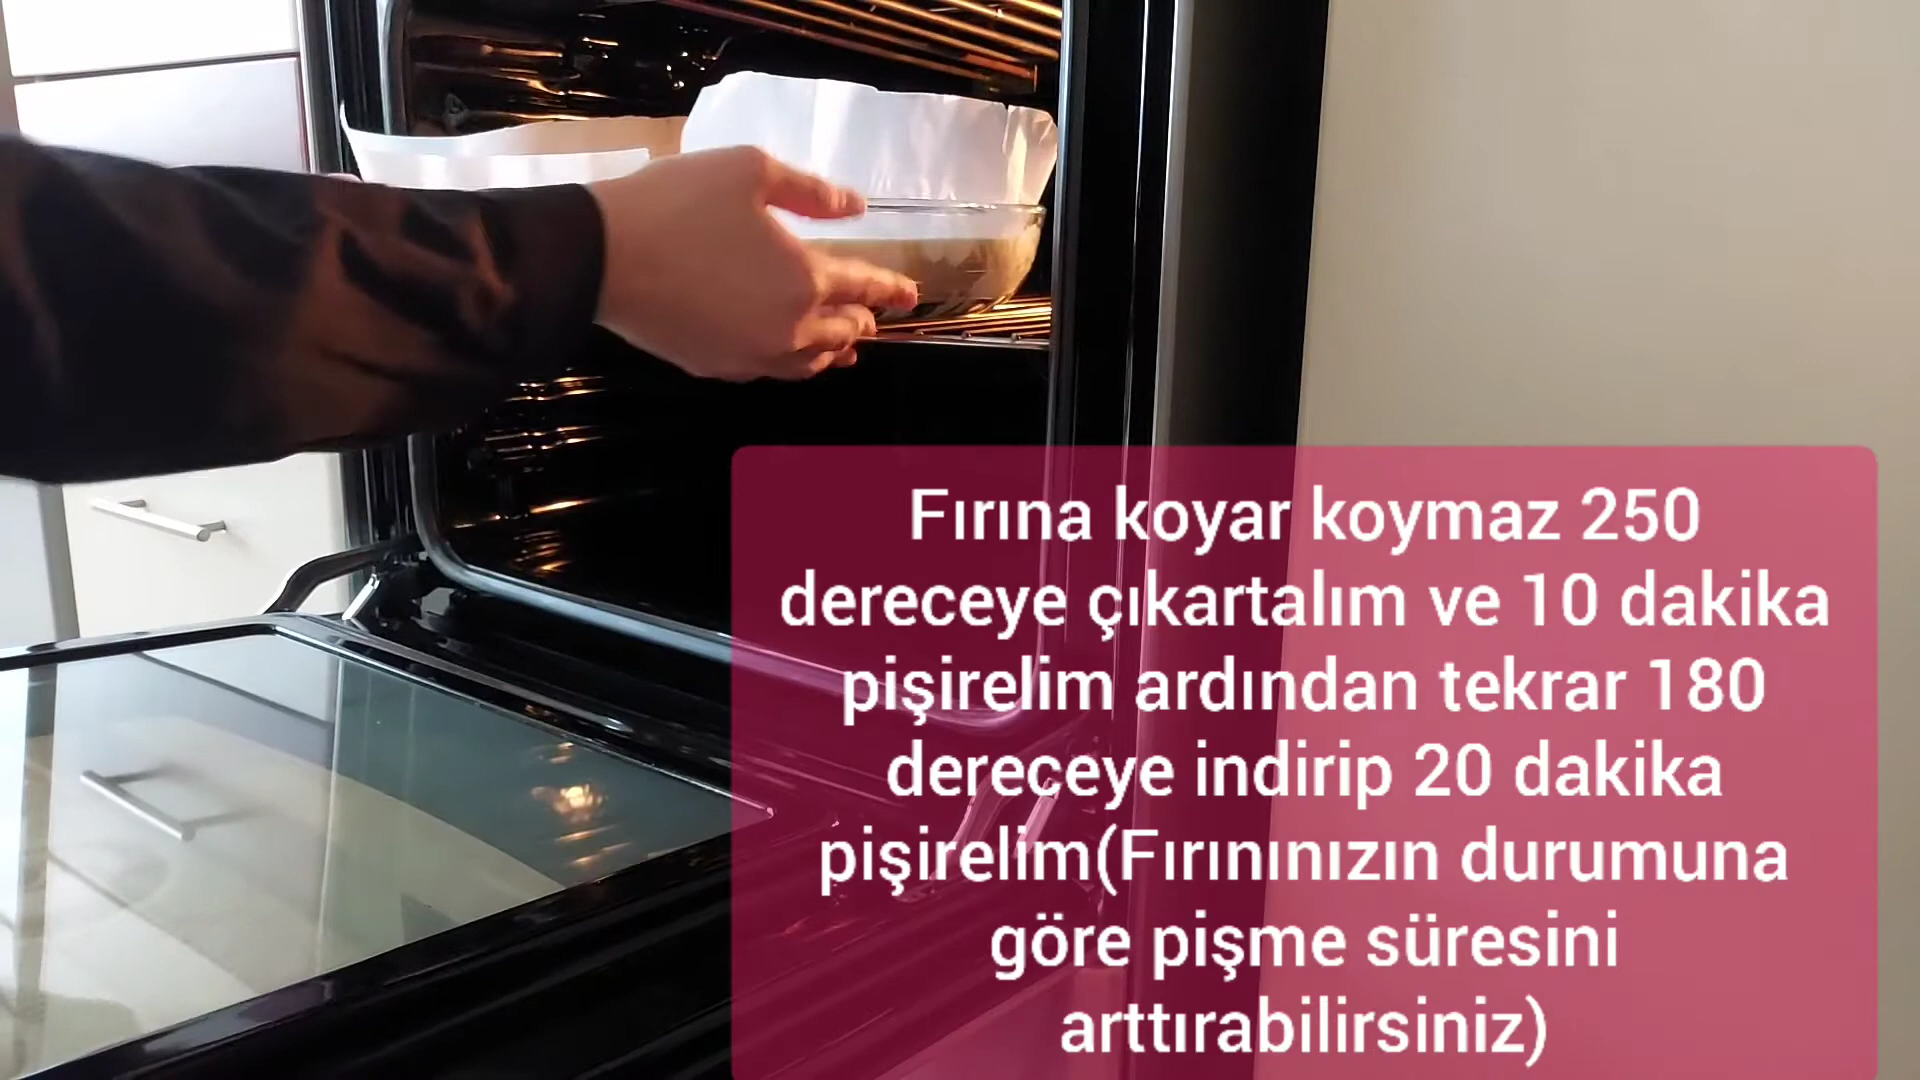 Fırına koyar koymaz 250
dereceye çıkartalım ve 10 dakika
pişirelim ardından tekrar 180
dereceye indirip 20 dakika
pişirelim(Fırınınızın durumuna
göre pişme süresini
arttırabilirsiniz)